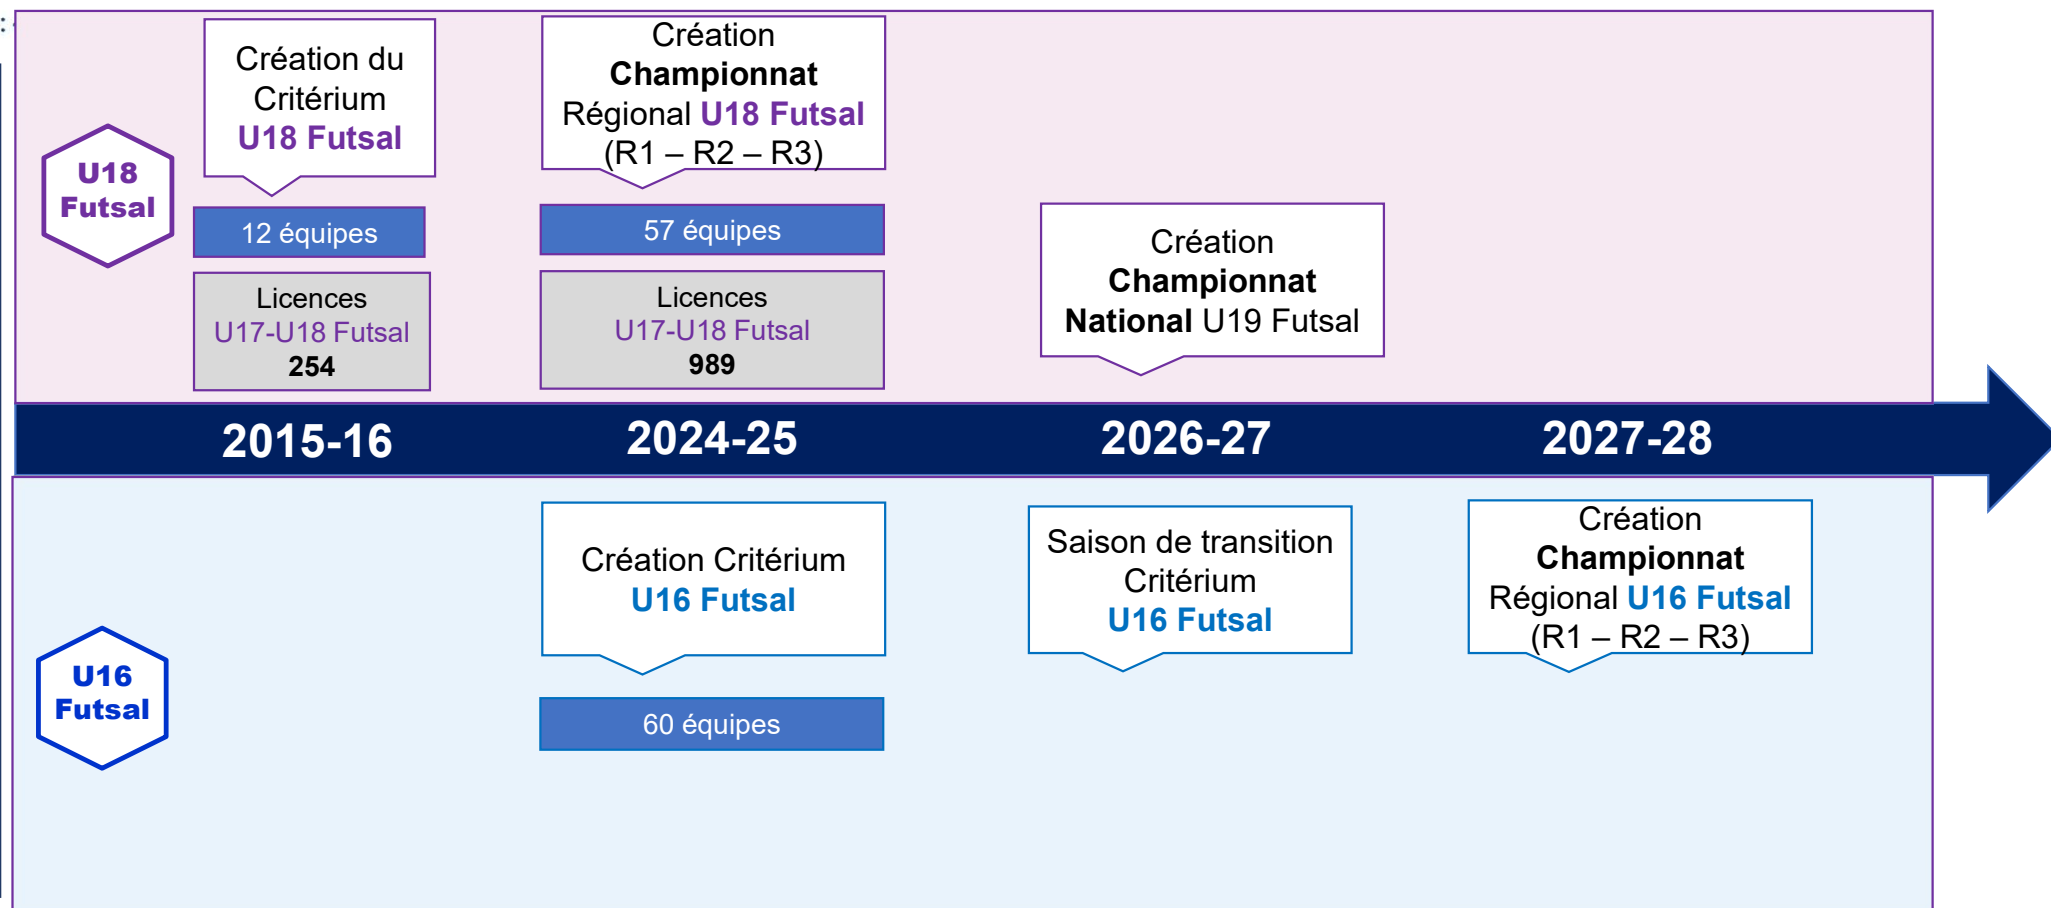 Création du
Critérium
U18 Futsal
Création
Championnat
Régional U18 Futsal
(R1 – R2 – R3)
U18
Futsal
12 équipes
57 équipes
Licences
U17-U18 Futsal
254
Licences
U17-U18 Futsal
989
Création
Championnat
National U19 Futsal
2015-16
2024-25
2026-27
2027-28
Création Critérium
U16 Futsal
Saison de transition
Critérium
U16 Futsal
Création
Championnat
Régional U16 Futsal
(R1 – R2 – R3)
U16
Futsal
60 équipes